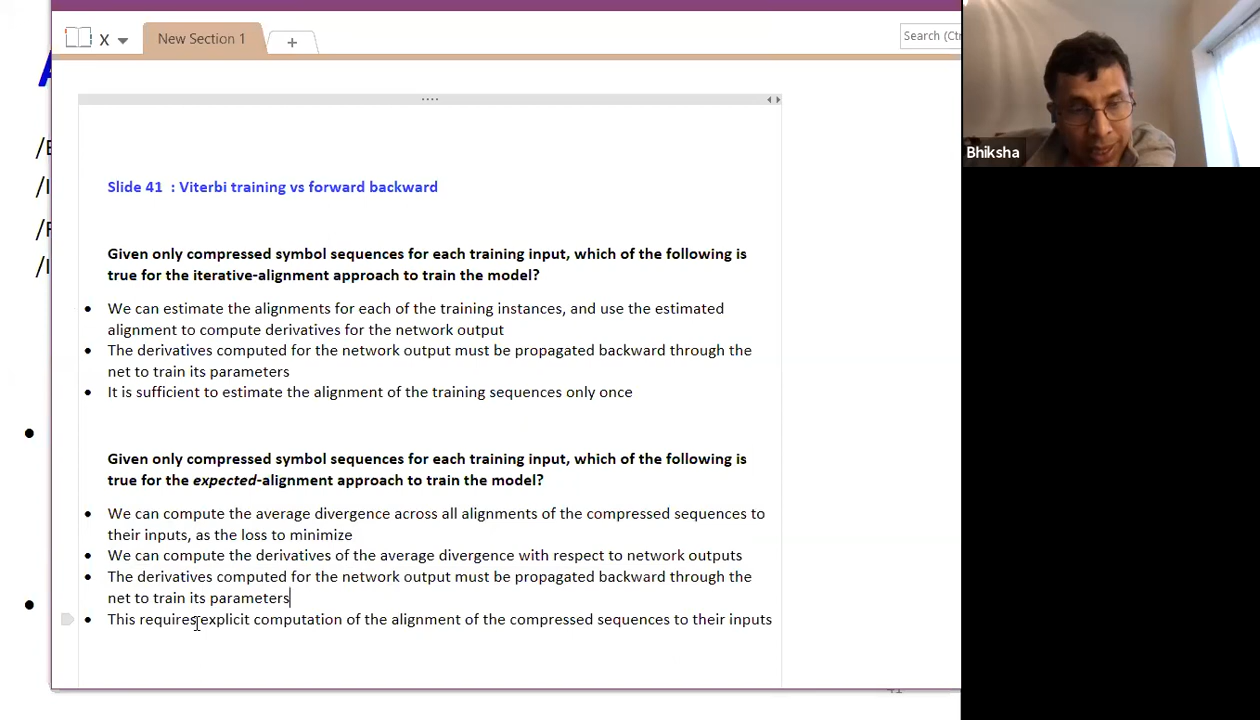 X
New Section 1
+
Search (Ctr
Bhiksha
Slide 41 : Viterbi training vs forward backward
Given only compressed symbol sequences for each training input, which of the following is
true for the iterative-alignment approach to train the model?
• We can estimate the alignments for each of the training instances, and use the estimated
alignment to compute derivatives for the network output
• The derivatives computed for the network output must be propagated backward through the
net to train its parameters
• It is sufficient to estimate the alignment of the training sequences only once
Given only compressed symbol sequences for each training input, which of the following is
true for the expected-alignment approach to train the model?
• We can compute the average divergence across all alignments of the compressed sequences to
their inputs, as the loss to minimize
• We can compute the derivatives of the average divergence with respect to network outputs
• The derivatives computed for the network output must be propagated backward through the
net to train its parameters
• This requires explicit computation of the alignment of the compressed sequences to their inputs